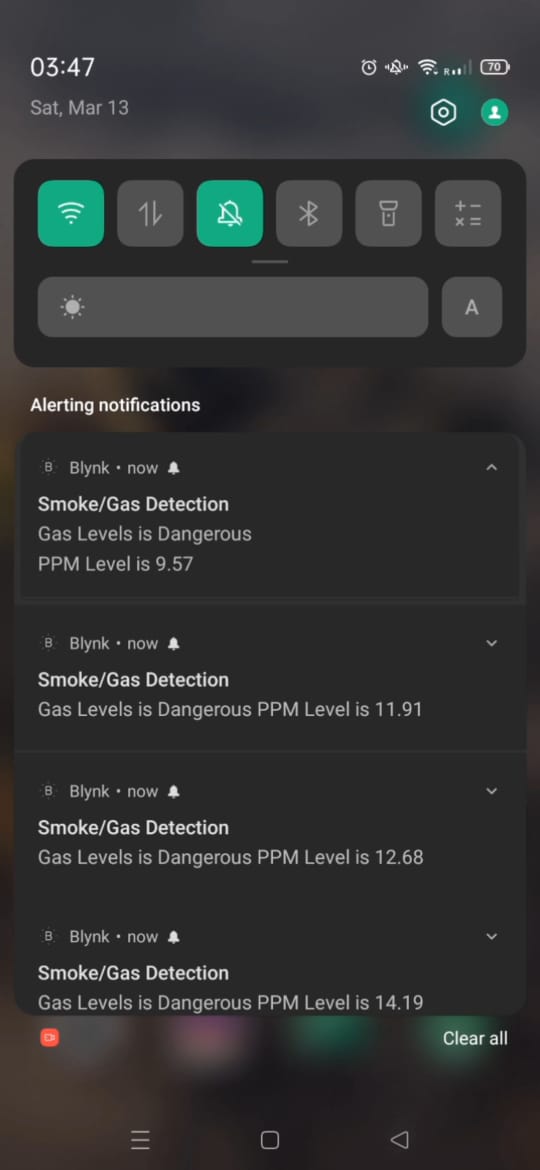 03:47
R 70
Sat, Mar 13
A
Alerting notifications
B Blynk • now
Smoke/Gas Detection
Gas Levels is Dangerous
PPM Level is 9.57
B Blynk • now
Smoke/Gas Detection
Gas Levels is Dangerous PPM Level is 11.91
B Blynk • now
Smoke/Gas Detection
Gas Levels is Dangerous PPM Level is 12.68
B Blynk • now
Smoke/Gas Detection
Gas Levels is Dangerous PPM Level is 14.19
Clear all